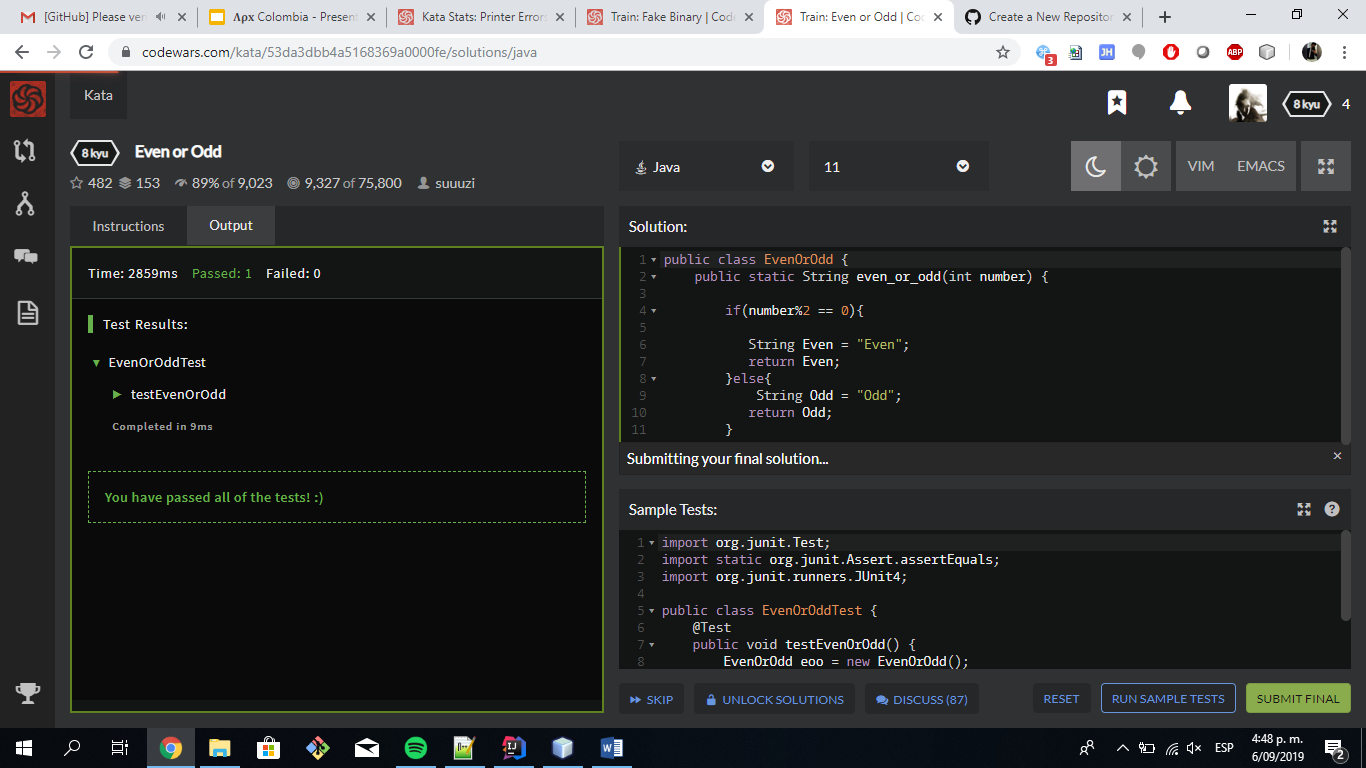 [GitHub] Please ver
Λρχ Colombia - Present
Kata Stats: Printer Errors
Train: Fake Binary | Code
Train: Even or Odd | Cod
Create a New Repositor
codewars.com/kata/53da3dbb4a5168369a0000fe/solutions/java
3
JH
ABP
Kata
8 kyu
4
8 kyu
Even or Odd
482
153
89% of 9,023
9,327 of 75,800
suuuzi
Java
11
VIM
EMACS
Instructions
Output
Time: 2859ms
Passed: 1
Failed: 0
Test Results:
EvenOrOddTest
testEvenOrOdd
Completed in 9ms
You have passed all of the tests! :)
Solution:
1 public class EvenOrOdd {
2 public static String even_or_odd(int number) {
3
4 if(number%2 == 0){
5
6 String Even = "Even";
7 return Even;
8 }else{
9 String Odd = "Odd";
10 return Odd;
11 }
Submitting your final solution...
Sample Tests:
1 import org.junit.Test;
2 import static org.junit.Assert.assertEquals;
3 import org.junit.runners.JUnit4;
4
5 public class EvenOrOddTest {
6 @Test
7 public void testEvenOrOdd() {
8 EvenOrOdd eoo = new EvenOrOdd();
SKIP
UNLOCK SOLUTIONS
DISCUSS (87)
RESET
RUN SAMPLE TESTS
SUBMIT FINAL
ESP
4:48 p. m.
6/09/2019
2